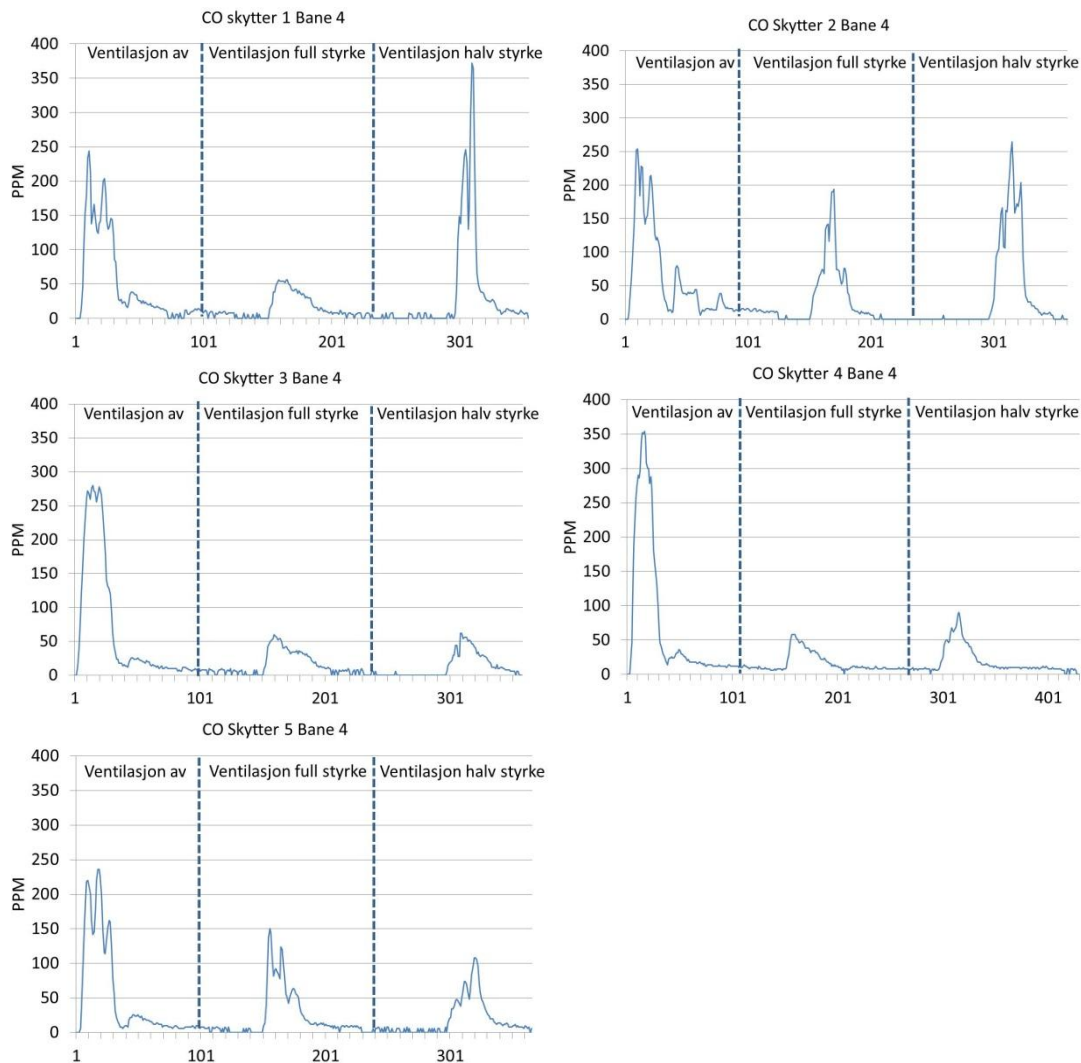 CO skytter 1 Bane 4
400
350
300
250
200
150
100
50
0
PPM
Ventilasjon av
Ventilasjon full styrke
Ventilasjon halv styrke
1
101
201
301
CO Skytter 2 Bane 4
400
350
300
250
200
150
100
50
0
PPM
Ventilasjon av
Ventilasjon full styrke
Ventilasjon halv styrke
1
101
201
301
CO Skytter 3 Bane 4
400
350
300
250
200
150
100
50
0
PPM
Ventilasjon av
Ventilasjon full styrke
Ventilasjon halv styrke
1
101
201
301
CO Skytter 4 Bane 4
400
350
300
250
200
150
100
50
0
PPM
Ventilasjon av
Ventilasjon full styrke
Ventilasjon halv styrke
1
101
201
301
401
CO Skytter 5 Bane 4
400
350
300
250
200
150
100
50
0
PPM
Ventilasjon av
Ventilasjon full styrke
Ventilasjon halv styrke
1
101
201
301